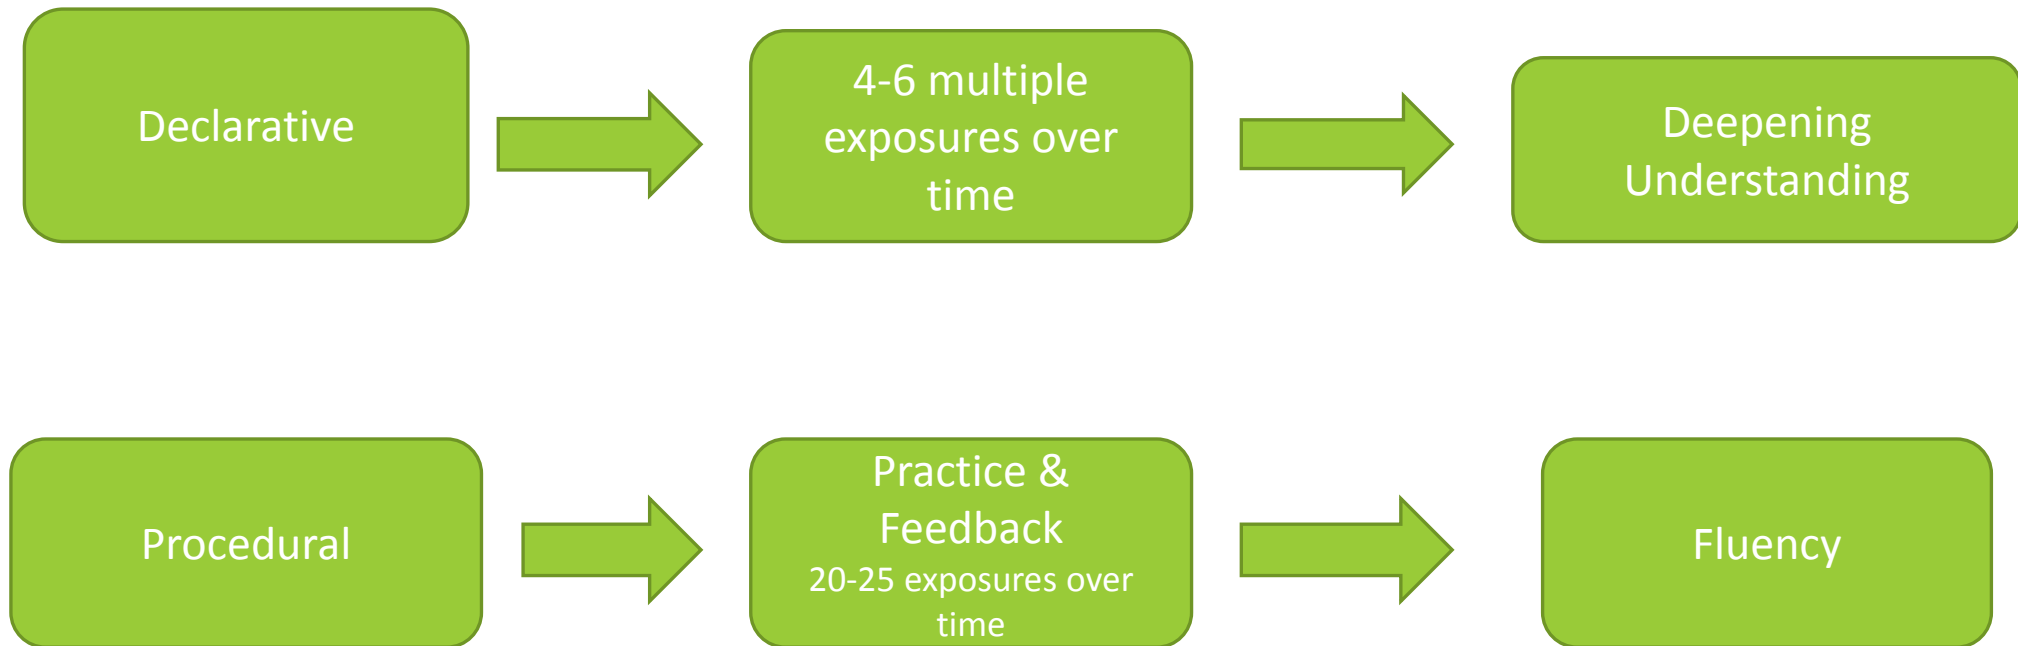 Declarative
4-6 multiple
exposures over
time
Deepening
Understanding
Procedural
Practice &
Feedback
20-25 exposures over
time
Fluency